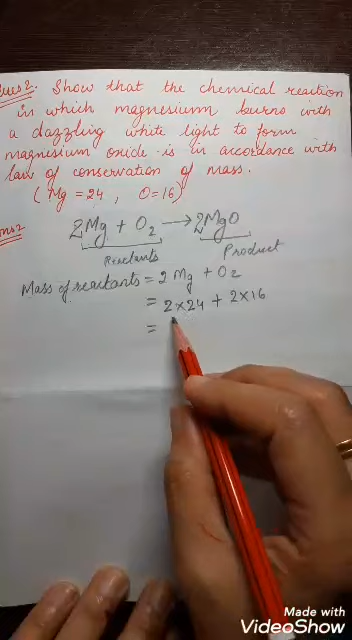 Ques2. Show that the chemical reaction
in which magnesium burns with
a dazzling white light to form
magnesium oxide is in accordance with
law of conservation of mass.
(Mg = 24, O=16)
Ans2 2Mg + O2 → 2MgO
Reactants Product
Mass of reactants = 2 Mg + O2
= 2×24 + 2×16
=
Made with
VideoShow